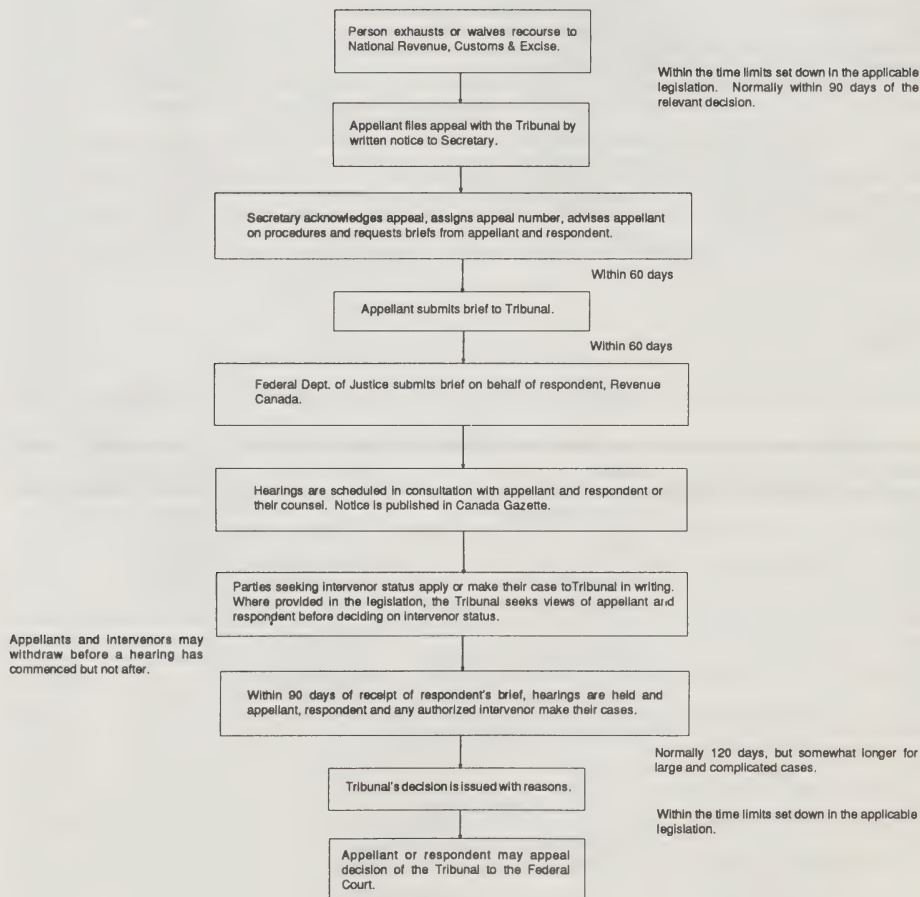 Person exhausts or waives recourse to
National Revenue, Customs & Excise.
Within the time limits set down in the applicable
legislation. Normally within 90 days of the
relevant decision.
Appellant files appeal with the Tribunal by
written notice to Secretary.
Secretary acknowledges appeal, assigns appeal number, advises appellant
on procedures and requests briefs from appellant and respondent.
Within 60 days
Appellant submits brief to Tribunal.
Within 60 days
Federal Dept. of Justice submits brief on behalf of respondent, Revenue
Canada.
Hearings are scheduled in consultation with appellant and respondent or
their counsel. Notice is published in Canada Gazette.
Parties seeking intervenor status apply or make their case toTribunal in writing.
Where provided in the legislation, the Tribunal seeks views of appellant and
respondent before deciding on intervenor status.
Appellants and intervenors may
withdraw before a hearing has
commenced but not after.
Within 90 days of receipt of respondent's brief, hearings are held and
appellant, respondent and any authorized intervenor make their cases.
Normally 120 days, but somewhat longer for
large and complicated cases.
Tribunal's decision is issued with reasons.
Within the time limits set down in the applicable
legislation.
Appellant or respondent may appeal
decision of the Tribunal to the Federal
Court.